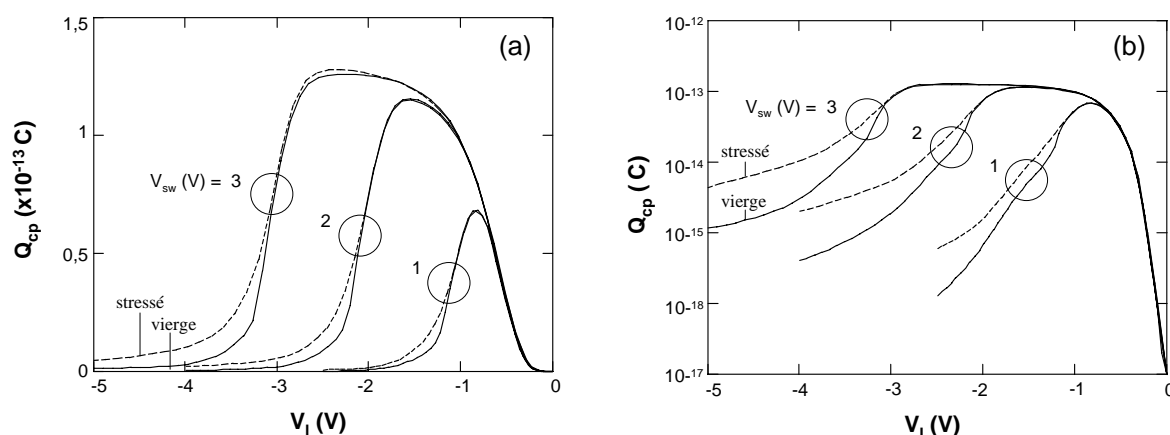 1,5
(a)
1
V_sw (V) = 3
2
1
0,5
stressé
vierge
0
-5
-4
-3
-2
-1
0
Q_cp (x10^-13 C)
V_I (V)
10^-12
(b)
10^-13
V_sw (V) = 3
2
1
stressé
10^-14
vierge
10^-15
10^-18
10^-17
-5
-4
-3
-2
-1
0
Q_cp ( C)
V_I (V)